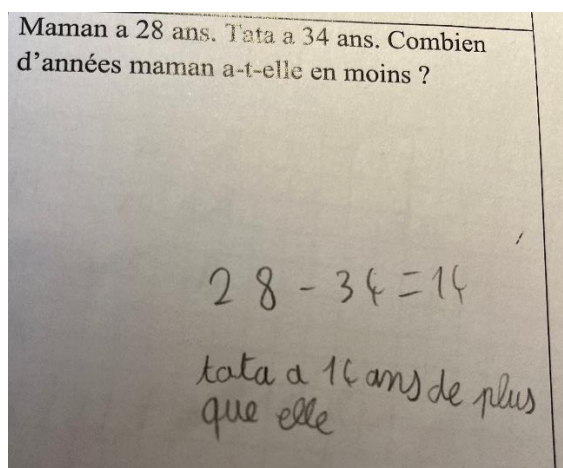 Maman a 28 ans. Tata a 34 ans. Combien
d'années maman a-t-elle en moins ?
28 - 34 = 14
tata a 14 ans de plus
que elle